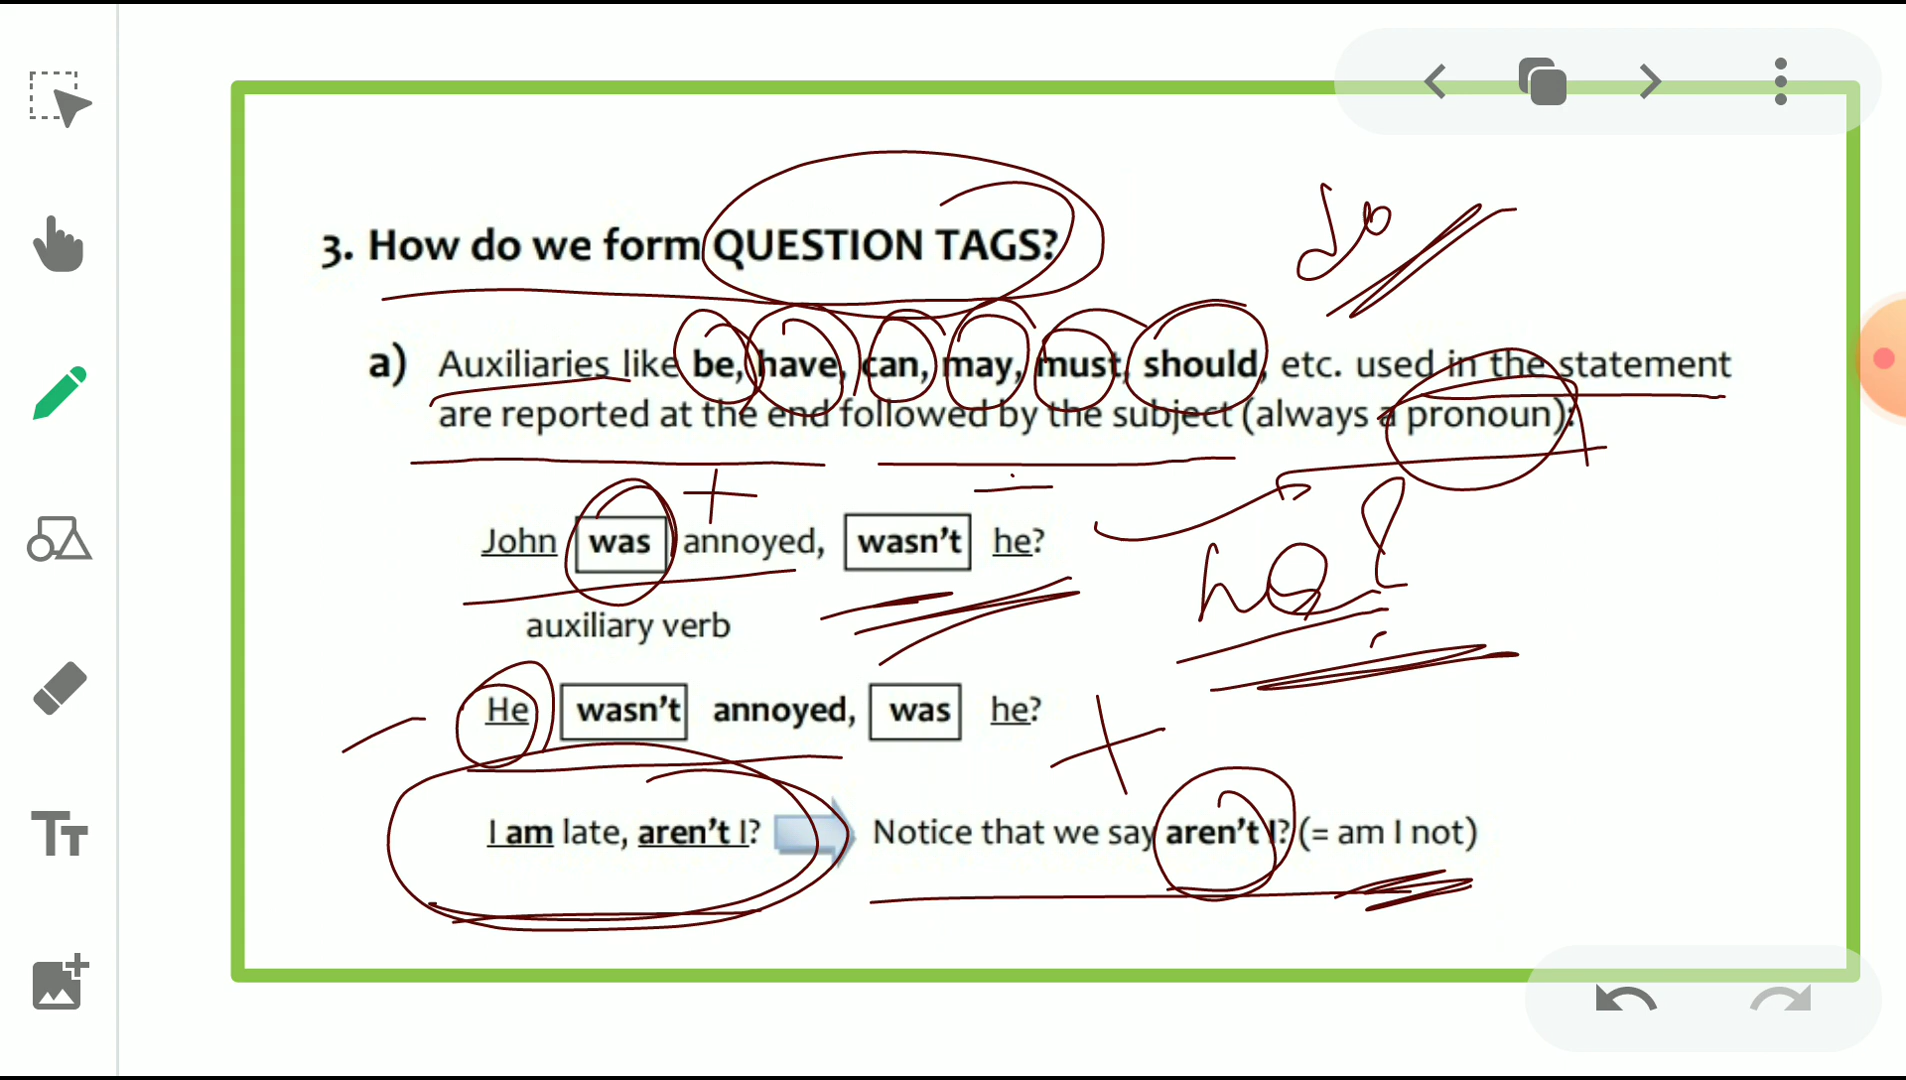 3. How do we form QUESTION TAGS?
do
a) Auxiliaries like be, have, can, may, must, should, etc. used in the statement
are reported at the end followed by the subject (always a pronoun):
John was annoyed, wasn't he?
he?
auxiliary verb
He wasn't annoyed, was he?
I am late, aren't I? Notice that we say aren't I? (= am I not)
TT